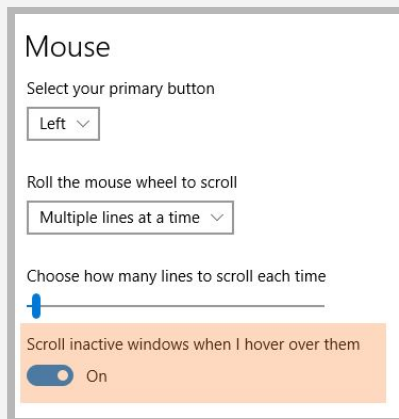 Mouse
Select your primary button
Left
Roll the mouse wheel to scroll
Multiple lines at a time
Choose how many lines to scroll each time
Scroll inactive windows when I hover over them
On